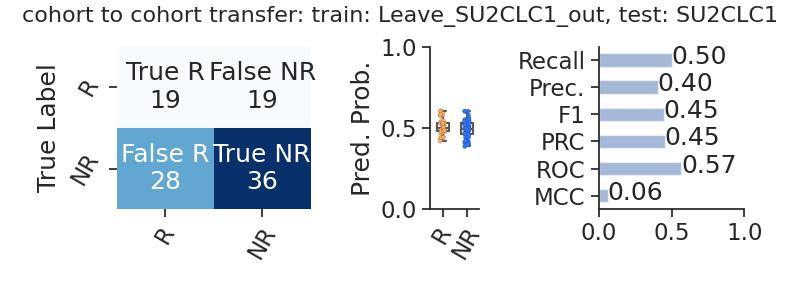 cohort to cohort transfer: train: Leave_SU2CLC1_out, test: SU2CLC1
True Label
R
NR
True R
19
False NR
19
False R
28
True NR
36
R
NR
Pred. Prob.
1.0
0.5
0.0
R
NR
Recall
0.50
Prec.
0.40
F1
0.45
PRC
0.45
ROC
0.57
MCC
0.06
0.0
0.5
1.0